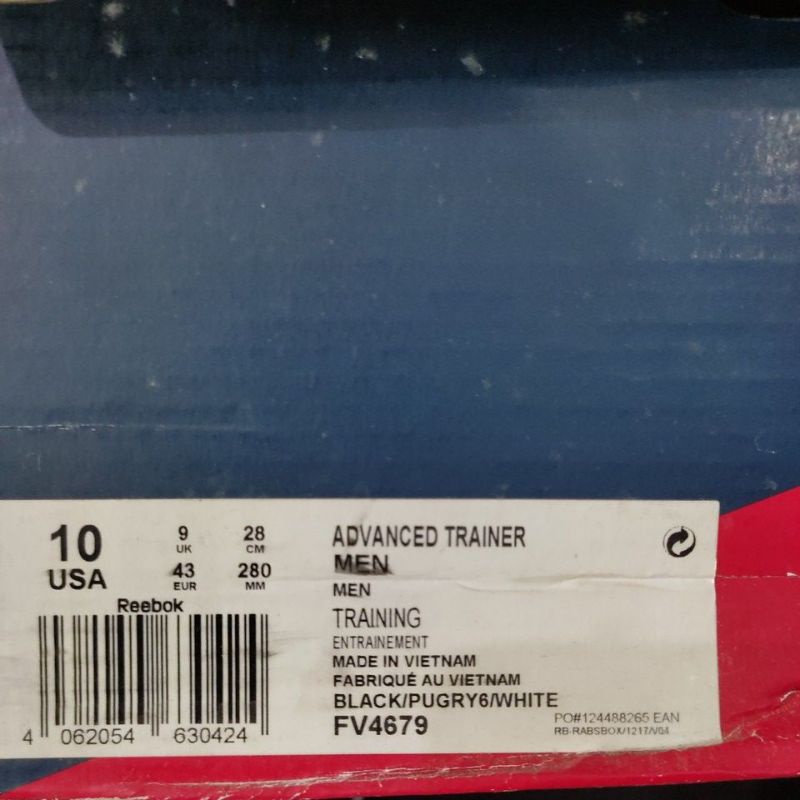 10
USA
9
UK
28
CM
43
EUR
280
MM
Reebok
4 062054 630424
ADVANCED TRAINER
MEN
MEN
TRAINING
ENTRAINEMENT
MADE IN VIETNAM
FABRIQUÉ AU VIETNAM
BLACK/PUGRY6/WHITE
FV4679
PO#124488265 EAN
RB-RABSBOX/1217/V04